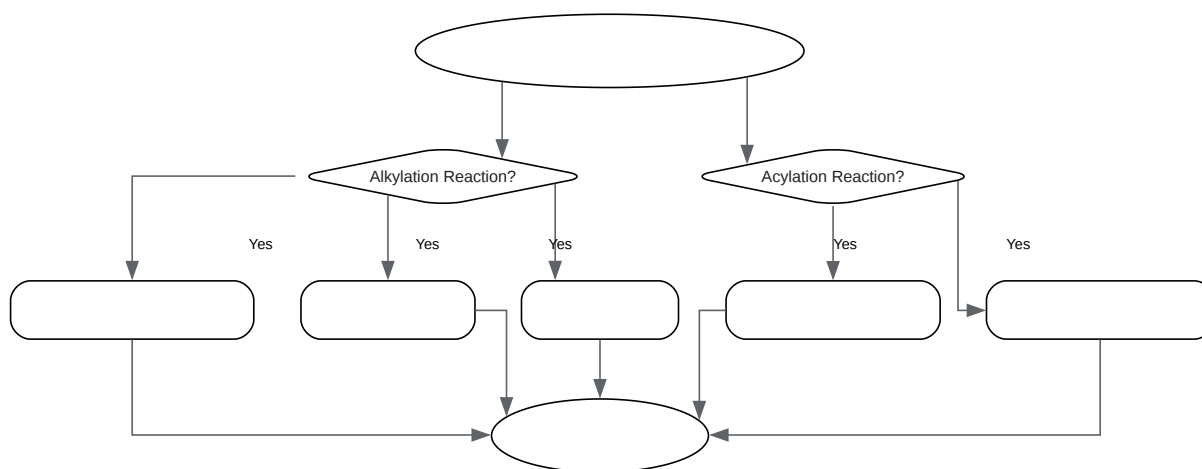 Alkylation Reaction?
Acylation Reaction?
Yes
Yes
Yes
Yes
Yes